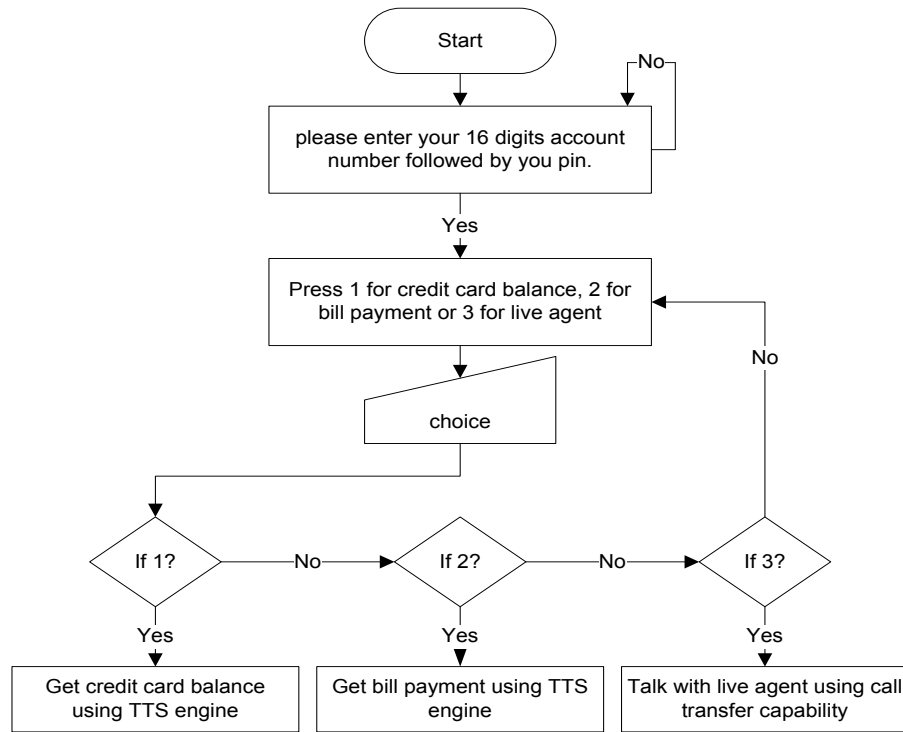 Start
No
please enter your 16 digits account
number followed by you pin.
Yes
Press 1 for credit card balance, 2 for
bill payment or 3 for live agent
No
choice
If 1?
No
If 2?
No
If 3?
Yes
Yes
Yes
Get credit card balance
using TTS engine
Get bill payment using TTS
engine
Talk with live agent using call
transfer capability